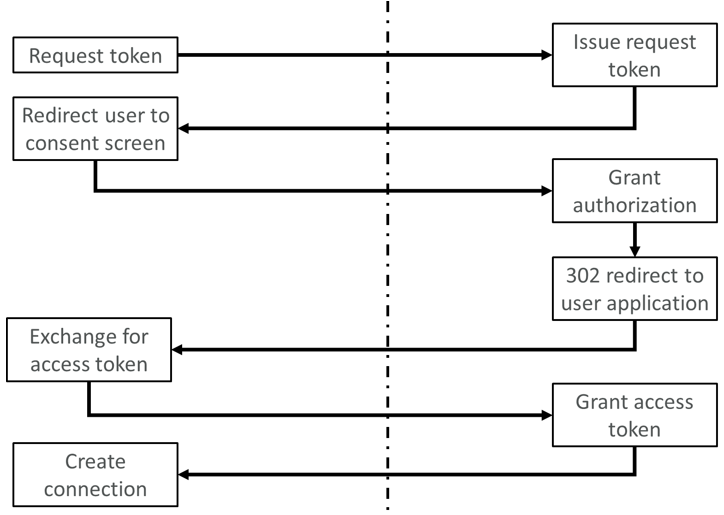 Request token
Issue request
token
Redirect user to
consent screen
Grant
authorization
302 redirect to
user application
Exchange for
access token
Grant access
token
Create
connection